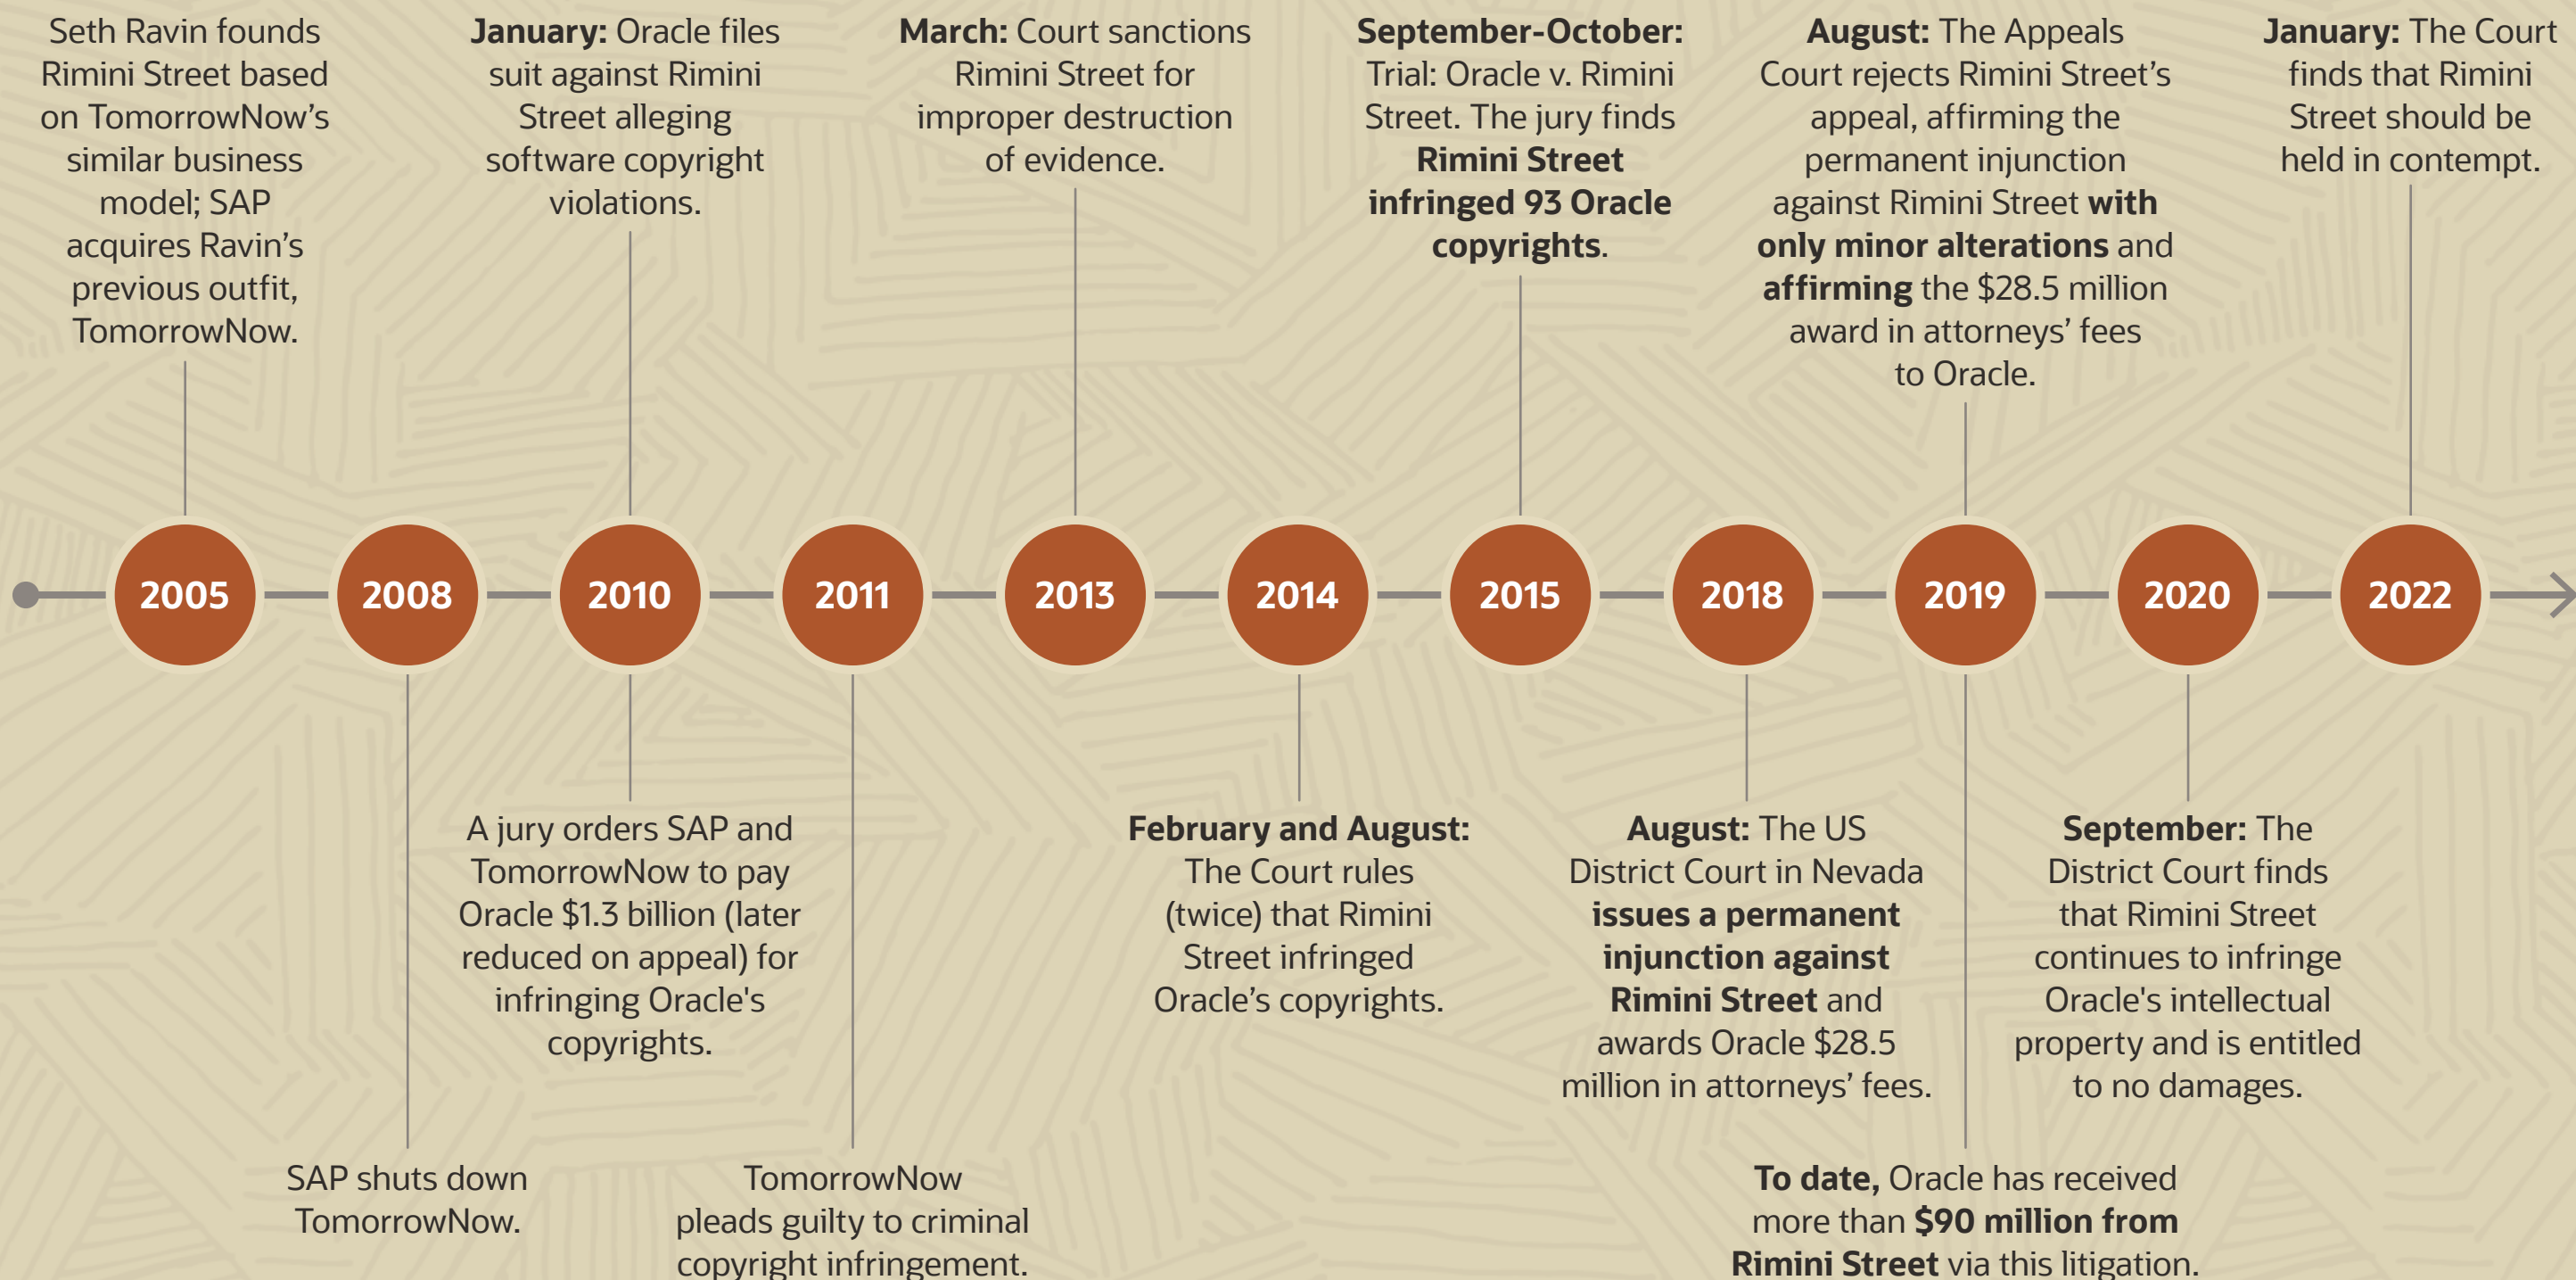 Seth Ravin founds
Rimini Street based
on TomorrowNow’s
similar business
model; SAP
acquires Ravin’s
previous outfit,
TomorrowNow.
January: Oracle files
suit against Rimini
Street alleging
software copyright
violations.
March: Court sanctions
Rimini Street for
improper destruction
of evidence.
September-October:
Trial: Oracle v. Rimini
Street. The jury finds
Rimini Street
infringed 93 Oracle
copyrights.
August: The Appeals
Court rejects Rimini Street’s
appeal, affirming the
permanent injunction
against Rimini Street with
only minor alterations and
affirming the $28.5 million
award in attorneys’ fees
to Oracle.
January: The Court
finds that Rimini
Street should be
held in contempt.
2005
2008
2010
2011
2013
2014
2015
2018
2019
2020
2022
A jury orders SAP and
TomorrowNow to pay
Oracle $1.3 billion (later
reduced on appeal) for
infringing Oracle's
copyrights.
February and August:
The Court rules
(twice) that Rimini
Street infringed
Oracle’s copyrights.
August: The US
District Court in Nevada
issues a permanent
injunction against
Rimini Street and
awards Oracle $28.5
million in attorneys’ fees.
September: The
District Court finds
that Rimini Street
continues to infringe
Oracle's intellectual
property and is entitled
to no damages.
SAP shuts down
TomorrowNow.
TomorrowNow
pleads guilty to criminal
copyright infringement.
To date, Oracle has received
more than $90 million from
Rimini Street via this litigation.